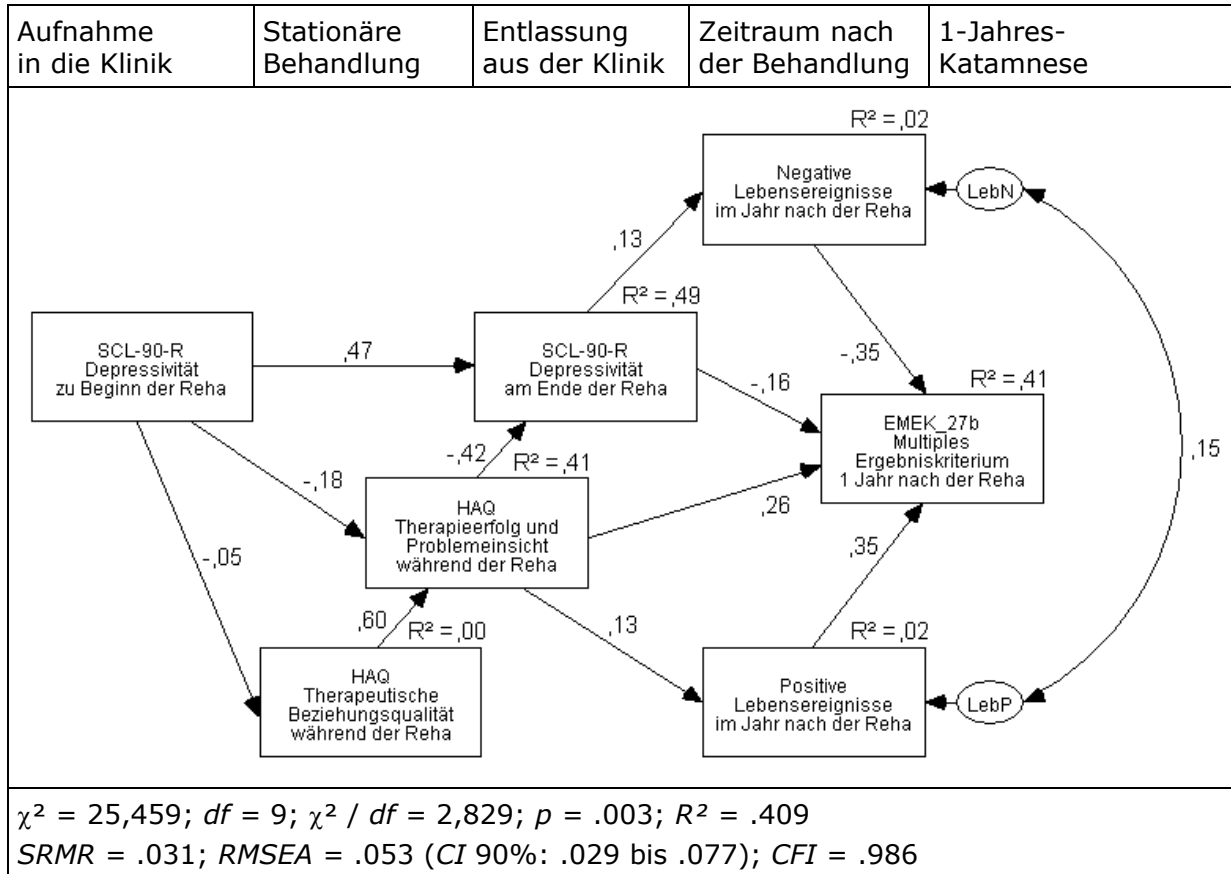 Aufnahme
in die Klinik
Stationäre
Behandlung
Entlassung
aus der Klinik
Zeitraum nach
der Behandlung
1-Jahres-
Katamnese
R² = ,02
Negative
Lebensereignisse
im Jahr nach der Reha
LebN
,13
R² = ,49
SCL-90-R
Depressivität
zu Beginn der Reha
,47
SCL-90-R
Depressivität
am Ende der Reha
-,35
-,16
R² = ,41
EMEK_27b
Multiples
Ergebniskriterium
1 Jahr nach der Reha
,15
-,42
R² = ,41
-,18
HAQ
Therapieerfolg und
Problemeinsicht
während der Reha
,26
,35
-,05
,60
R² = ,00
,13
R² = ,02
HAQ
Therapeutische
Beziehungsqualität
während der Reha
Positive
Lebensereignisse
im Jahr nach der Reha
LebP
χ² = 25,459; df = 9; χ² / df = 2,829; p = .003; R² = .409
SRMR = .031; RMSEA = .053 (CI 90%: .029 bis .077); CFI = .986